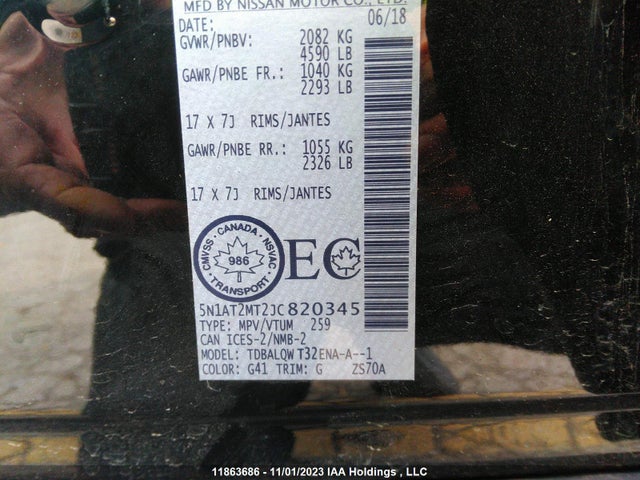 MFD BY NISSAN MOTOR CO., LTD.
DATE: 06/18
GVWR/PNBV: 2082 KG
4590 LB
GAWR/PNBE FR.: 1040 KG
2293 LB
17 X 7J RIMS/JANTES
GAWR/PNBE RR.: 1055 KG
2326 LB
17 X 7J RIMS/JANTES
CMVSS · CANADA · NSVAC
986
TRANSPORT
EC
5N1AT2MT2JC820345
TYPE: MPV/VTUM 259
CAN ICES-2/NMB-2
MODEL: TDBALQW T32ENA-A--1
COLOR: G41 TRIM: G ZS70A
11863686 - 11/01/2023 IAA Holdings , LLC